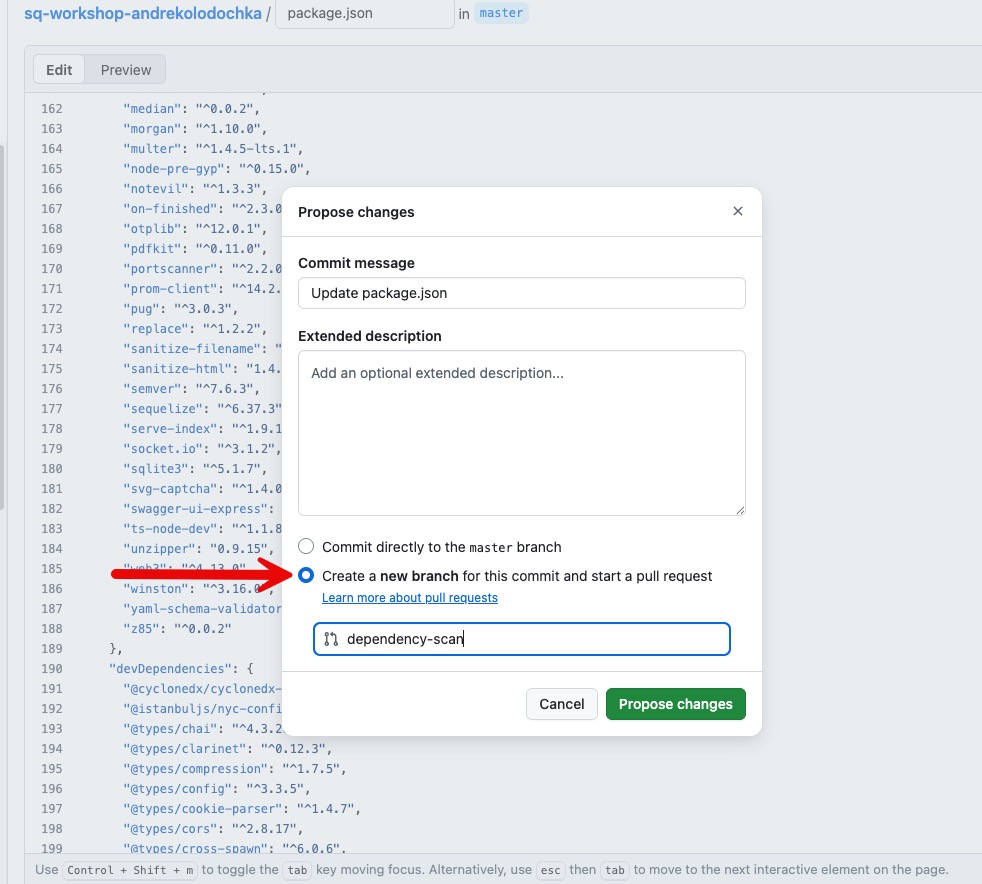 sq-workshop-andrekolodochka / package.json in master
Edit Preview
162 "median": "^0.0.2",
163 "morgan": "^1.10.0",
164 "multer": "^1.4.5-lts.1",
165 "node-pre-gyp": "^0.15.0",
166 "notevil": "^1.3.3",
167 "on-finished": "^2.3.0
168 "otplib": "^12.0.1",
169 "pdfkit": "^0.11.0",
170 "portscanner": "^2.2.0
171 "prom-client": "^14.2.
172 "pug": "^3.0.3",
173 "replace": "^1.2.2",
174 "sanitize-filename": "
175 "sanitize-html": "1.4.
176 "semver": "^7.6.3",
177 "sequelize": "^6.37.3"
178 "serve-index": "^1.9.1
179 "socket.io": "^3.1.2",
180 "sqlite3": "^5.1.7",
181 "svg-captcha": "^1.4.0
182 "swagger-ui-express":
183 "ts-node-dev": "^1.1.8
184 "unzipper": "0.9.15",
185 "web3": "^4.13.0"
186 "winston": "^3.16.0
187 "yaml-schema-validator
188 "z85": "^0.0.2"
189 },
190 "devDependencies": {
191 "@cyclonedx/cyclonedx-
192 "@istanbuljs/nyc-confi
193 "@types/chai": "^4.3.2
194 "@types/clarinet": "^0.12.3",
195 "@types/compression": "^1.7.5",
196 "@types/config": "^3.3.5",
197 "@types/cookie-parser": "^1.4.7",
198 "@types/cors": "^2.8.17",
199 "@types/cross-spawn": "^6.0.6",
Propose changes
Commit message
Update package.json
Extended description
Add an optional extended description...
Commit directly to the master branch
Create a new branch for this commit and start a pull request
Learn more about pull requests
dependency-scan
Cancel Propose changes
Use Control + Shift + m to toggle the tab key moving focus. Alternatively, use esc then tab to move to the next interactive element on the page.